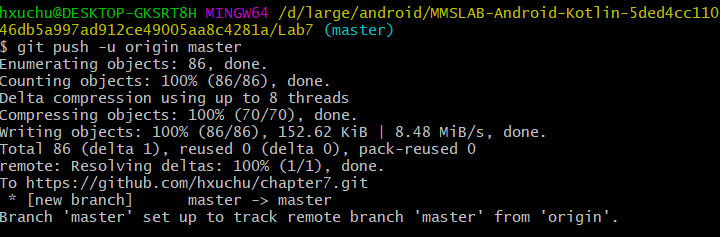 hxuchu@DESKTOP-GKSRT8H MINGW64 /d/large/android/MMSLAB-Android-Kotlin-5ded4cc110
46db5a997ad912ce49005aa8c4281a/Lab7 (master)
$ git push -u origin master
Enumerating objects: 86, done.
Counting objects: 100% (86/86), done.
Delta compression using up to 8 threads
Compressing objects: 100% (70/70), done.
Writing objects: 100% (86/86), 152.62 KiB | 8.48 MiB/s, done.
Total 86 (delta 1), reused 0 (delta 0), pack-reused 0
remote: Resolving deltas: 100% (1/1), done.
To https://github.com/hxuchu/chapter7.git
 * [new branch]      master -> master
Branch 'master' set up to track remote branch 'master' from 'origin'.